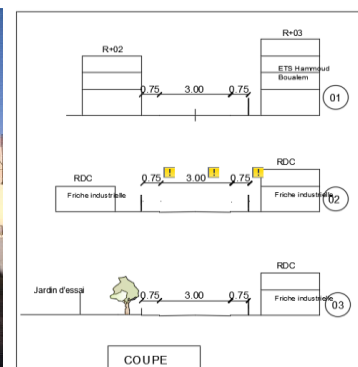 R+03
R+02
ETS Hammoud
Boualem
0.75 3.00 0.75
01
RDC
RDC
0.75 3.00 0.75
Friche industrielle
Friche industrielle
02
RDC
Jardin d'essai
0.75 3.00 0.75
Friche industrielle
03
COUPE